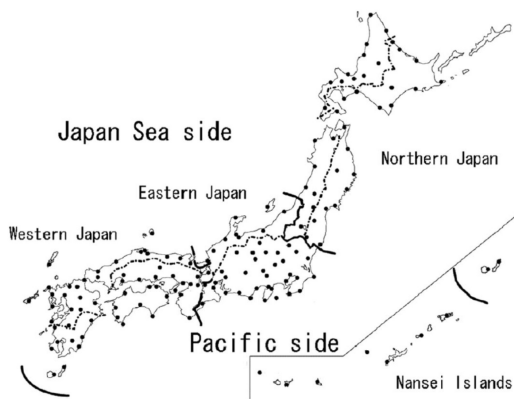 Japan Sea side
Northern Japan
Eastern Japan
Western Japan
Pacific side
Nansei Islands